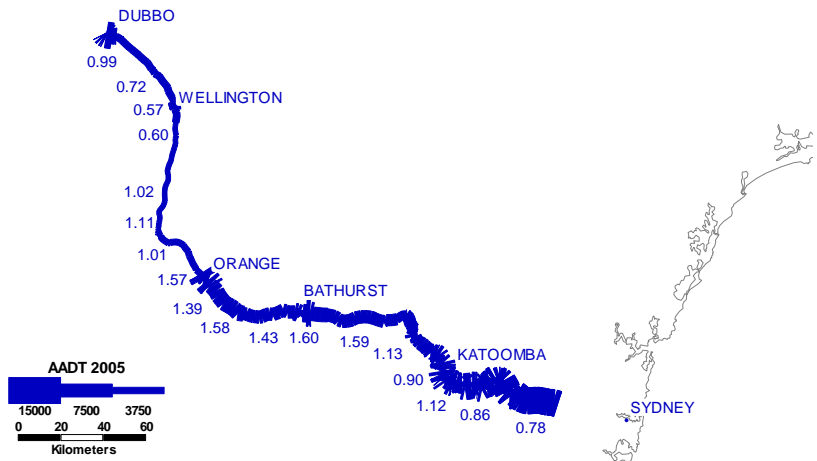 DUBBO
0.99
0.72
WELLINGTON
0.57
0.60
1.02
1.11
1.01
ORANGE
1.57
BATHURST
1.39
1.58
1.43
1.60
1.59
1.13
KATOOMBA
0.90
1.12
0.86
0.78
SYDNEY
AADT 2005
15000 7500 3750
0 20 40 60
Kilometers